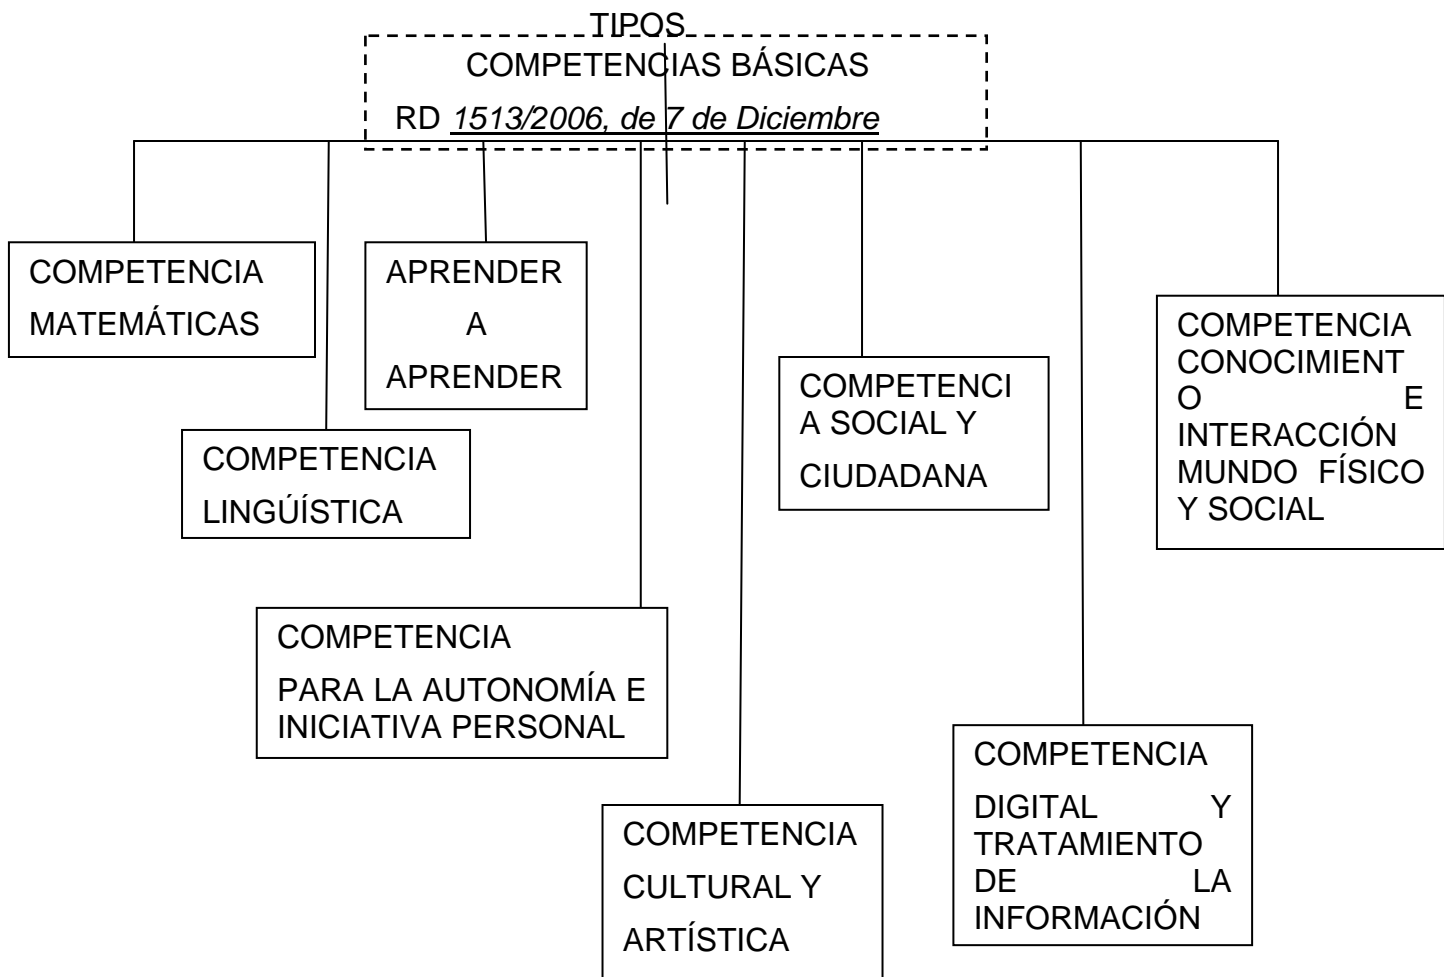 TIPOS
COMPETENCIAS BÁSICAS
RD 1513/2006, de 7 de Diciembre
COMPETENCIA
MATEMÁTICAS
APRENDER
A
APRENDER
COMPETENCIA
LINGÚÍSTICA
COMPETENCI
A SOCIAL Y
CIUDADANA
COMPETENCIA
CONOCIMIENT
O E
INTERACCIÓN
MUNDO FÍSICO
Y SOCIAL
COMPETENCIA
PARA LA AUTONOMÍA E
INICIATIVA PERSONAL
COMPETENCIA
CULTURAL Y
ARTÍSTICA
COMPETENCIA
DIGITAL Y
TRATAMIENTO
DE LA
INFORMACIÓN